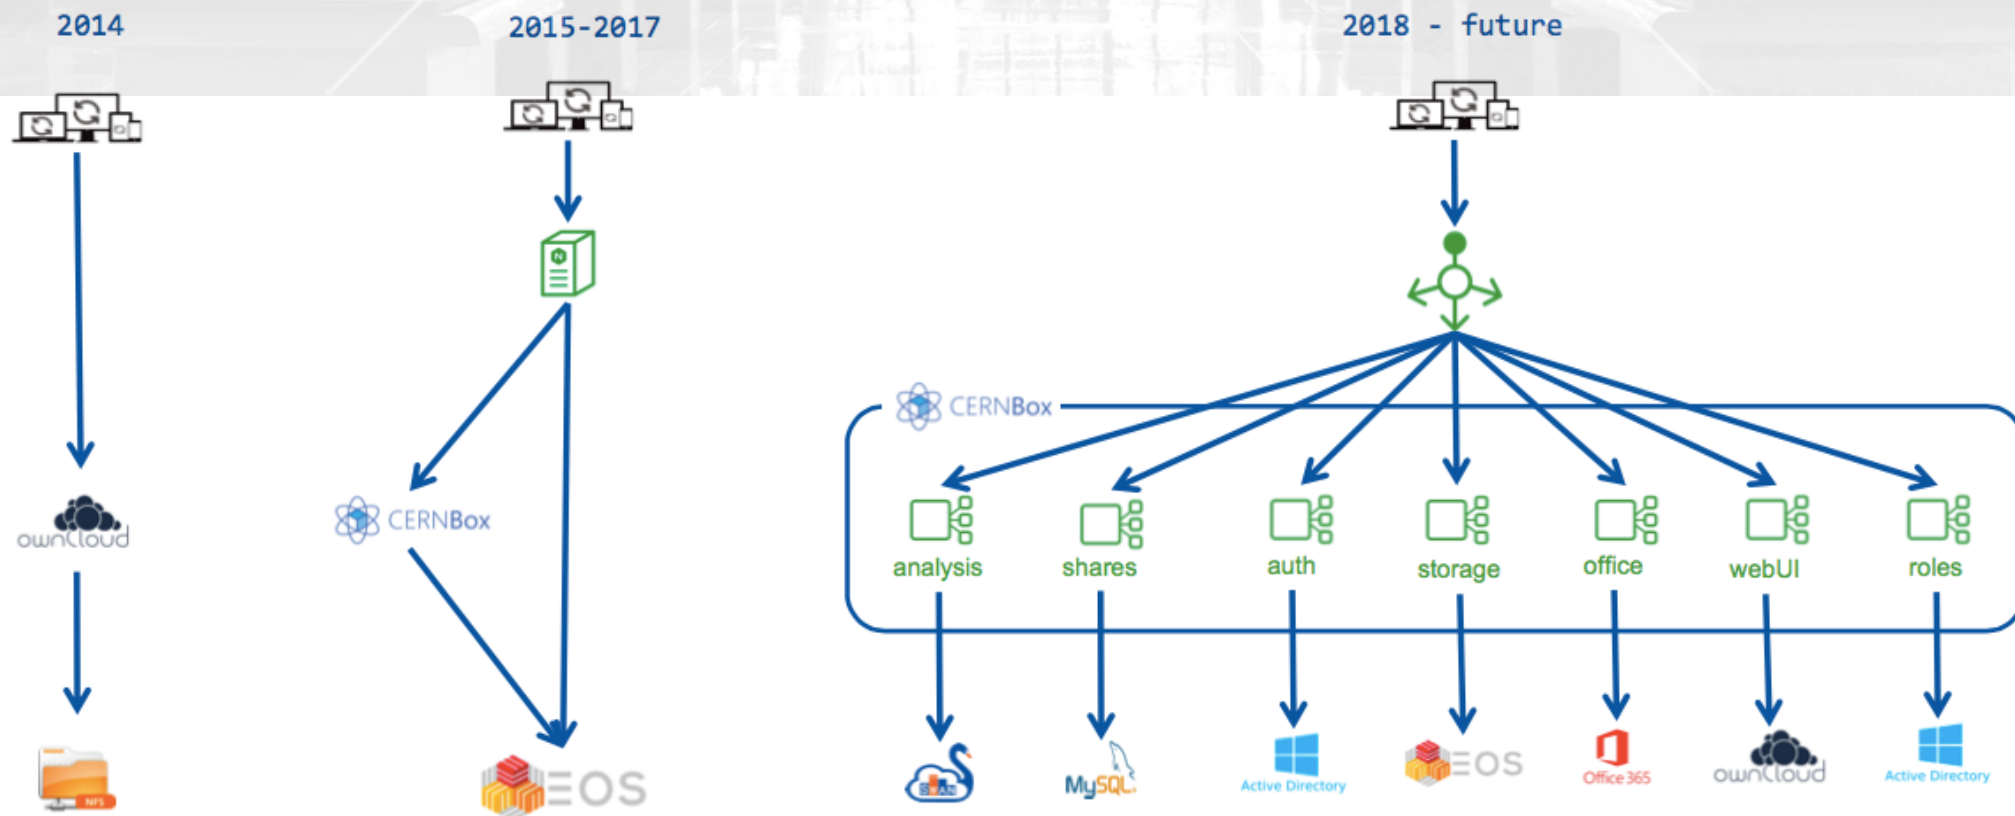 2014
2015-2017
2018 - future
N
CERNBox
ownCloud
CERNBox
analysis
shares
auth
storage
office
webUI
roles
NFS
EOS
SWAN
MySQL
Active Directory
EOS
Office 365
ownCloud
Active Directory